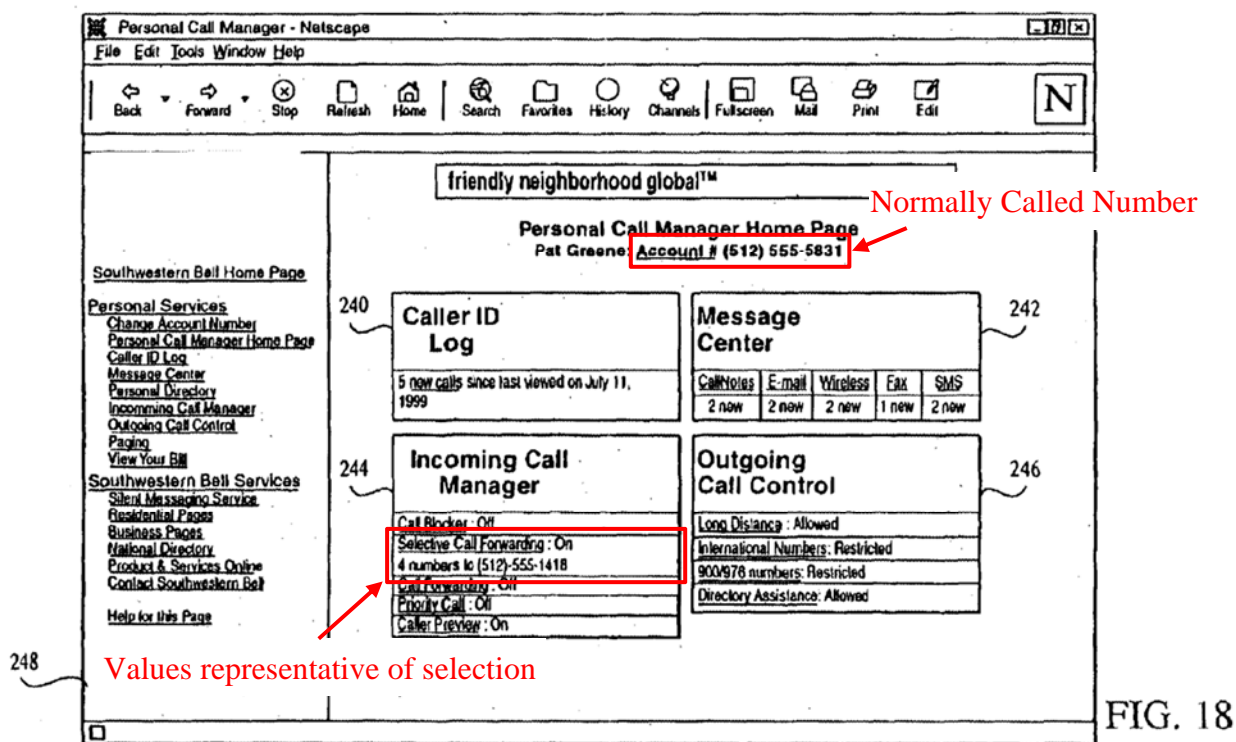 Personal Call Manager - Netscape
File Edit Tools Window Help
Back Forward Stop Refresh Home Search Favorites History Channels Fullscreen Mail Print Edit
N
friendly neighborhood global™
Normally Called Number
Personal Call Manager Home Page
Pat Greene: Account # (512) 555-5831
Southwestern Bell Home Page
Personal Services
Change Account Number
Personal Call Manager Home Page
Caller ID Log
Message Center
Personal Directory
Incomming Call Manager
Outgoing Call Control
Paging
View Your Bill
Southwestern Bell Services
Silent Messaging Service
Residential Pages
Business Pages
National Directory
Product & Services Online
Contact Southwestern Bell
Help for this Page
240
Caller ID
Log
5 new calls since last viewed on July 11,
1999
242
Message
Center
CallNotes E-mail Wireless Fax SMS
2 new 2 new 2 new 1 new 2 new
244
Incoming Call
Manager
Call Blocker : Off
Selective Call Forwarding : On
4 numbers to (512)-555-1418
Call Forwarding : Off
Priority Call : Off
Caller Preview : On
246
Outgoing
Call Control
Long Distance : Allowed
International Numbers: Restricted
900/976 numbers: Restricted
Directory Assistance: Allowed
Values representative of selection
248
FIG. 18